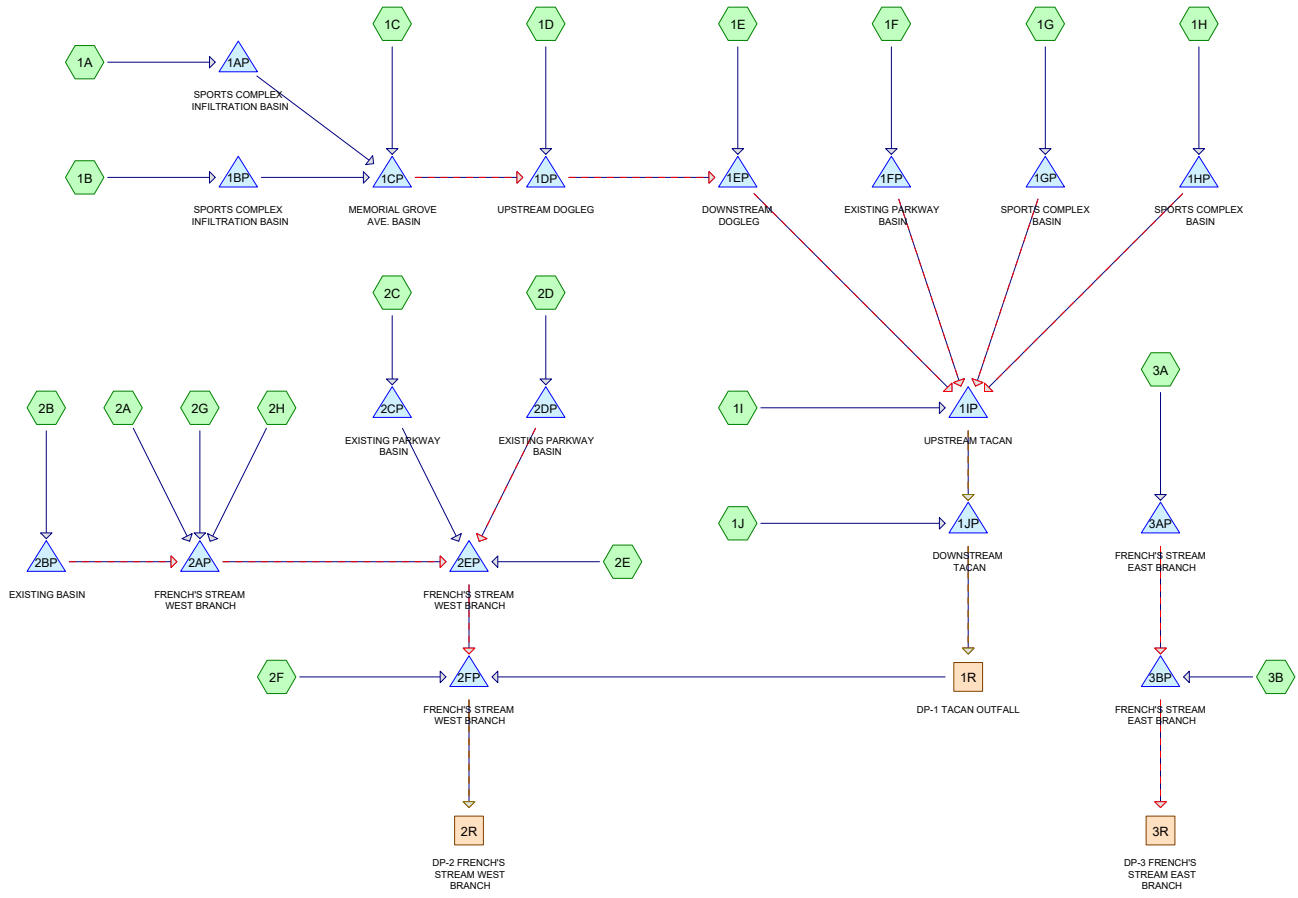 1C
1D
1E
1F
1G
1H
1A
1AP
SPORTS COMPLEX
INFILTRATION BASIN
1B
1BP
1CP
1DP
1EP
1FP
1GP
1HP
SPORTS COMPLEX
INFILTRATION BASIN
MEMORIAL GROVE
AVE. BASIN
UPSTREAM DOGLEG
DOWNSTREAM
DOGLEG
EXISTING PARKWAY
BASIN
SPORTS COMPLEX
BASIN
SPORTS COMPLEX
BASIN
2C
2D
3A
2B
2A
2G
2H
2CP
2DP
1I
1IP
EXISTING PARKWAY
BASIN
EXISTING PARKWAY
BASIN
UPSTREAM TACAN
1J
1JP
3AP
DOWNSTREAM
TACAN
FRENCH'S STREAM
EAST BRANCH
2BP
2AP
2EP
2E
EXISTING BASIN
FRENCH'S STREAM
WEST BRANCH
FRENCH'S STREAM
WEST BRANCH
2F
2FP
1R
3BP
3B
FRENCH'S STREAM
WEST BRANCH
DP-1 TACAN OUTFALL
FRENCH'S STREAM
EAST BRANCH
2R
3R
DP-2 FRENCH'S
STREAM WEST
BRANCH
DP-3 FRENCH'S
STREAM EAST
BRANCH